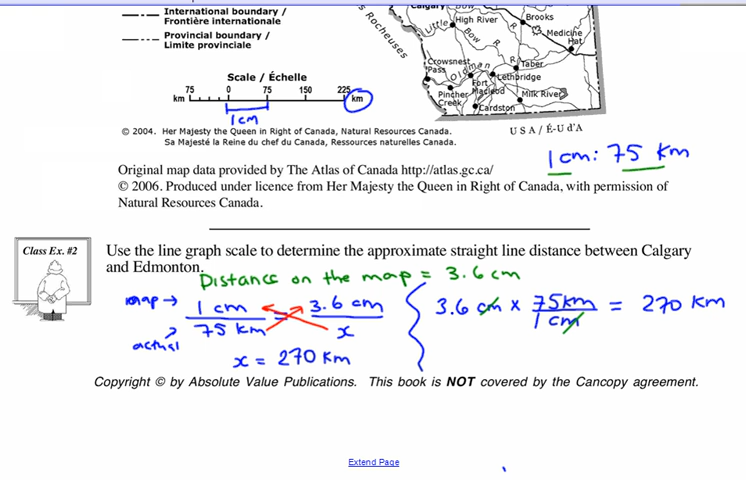 International boundary /
Frontière internationale
Provincial boundary /
Limite provinciale
s Rocheuses
Calgary
High River
Brooks
Little
Bow
R.
Medicine
Hat
Bow
R.
Crowsnest
Pass
Oldman
R.
Taber
Lethbridge
Fort
Macleod
Pincher
Creek
Milk River
Cardston
Scale / Échelle
75 0 75 150 225
km km
1cm
U S A / É-U d'A
© 2004. Her Majesty the Queen in Right of Canada, Natural Resources Canada.
Sa Majesté la Reine du chef du Canada, Ressources naturelles Canada.
1cm: 75 km
Original map data provided by The Atlas of Canada http://atlas.gc.ca/
© 2006. Produced under licence from Her Majesty the Queen in Right of Canada, with permission of
Natural Resources Canada.
Class Ex. #2
Use the line graph scale to determine the approximate straight line distance between Calgary
and Edmonton.
Distance on the map = 3.6 cm
map → 1 cm = 3.6 cm
actual 75 km x
x = 270 km
3.6 cm × 75km = 270 km
1 cm
Copyright © by Absolute Value Publications. This book is NOT covered by the Cancopy agreement.
Extend Page